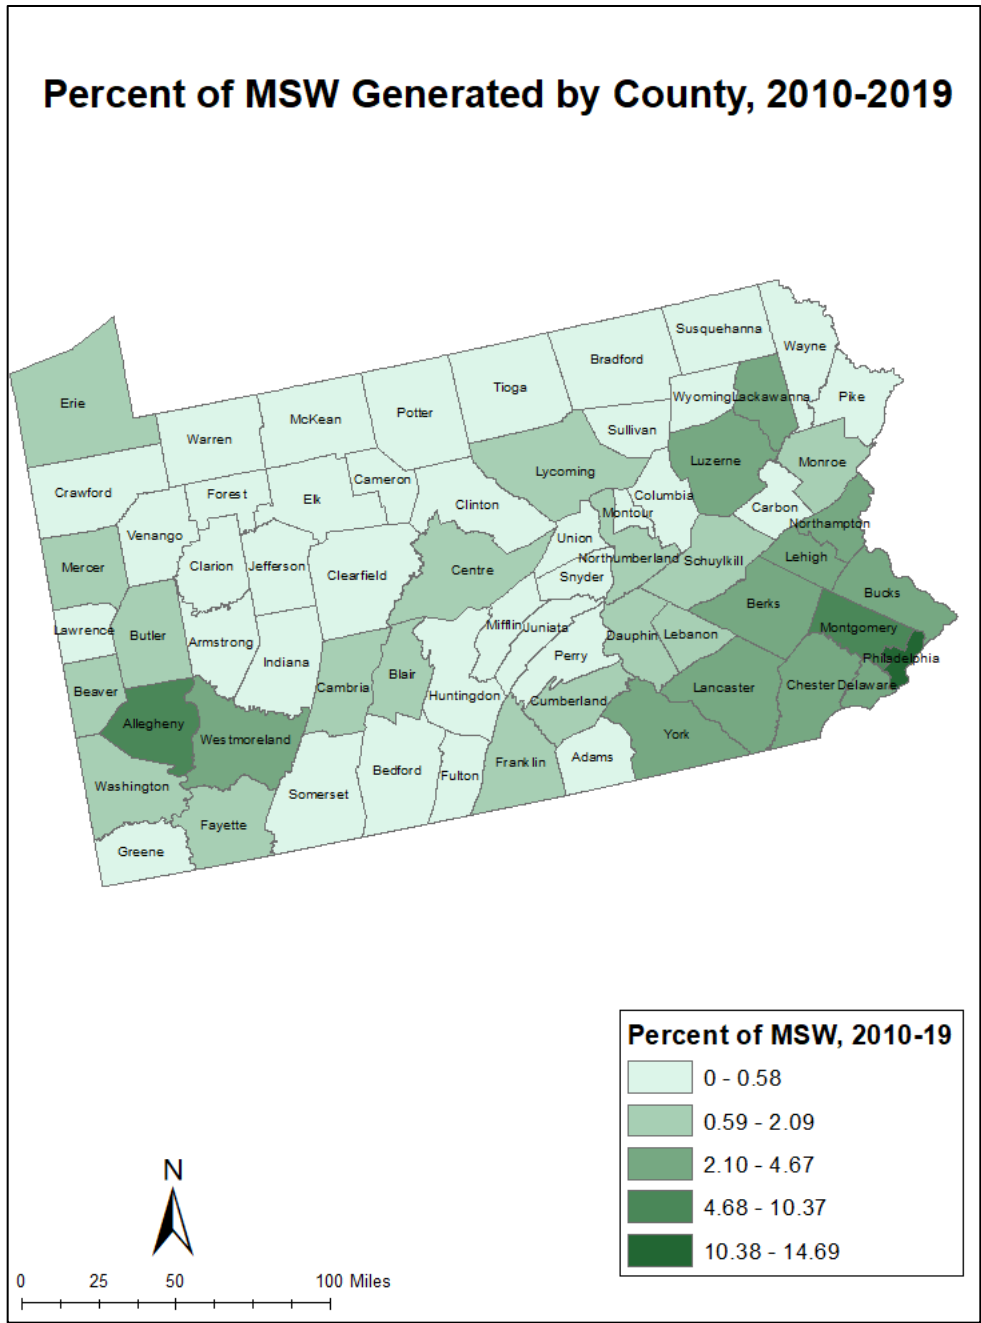 Percent of MSW Generated by County, 2010-2019
Susquehanna
Wayne
Bradford
Tioga
Pike
Wyoming
Lackawanna
Erie
McKean
Potter
Warren
Sullivan
Luzerne
Monroe
Lycoming
Cameron
Crawford
Forest
Elk
Clinton
Columbia
Carbon
Montour
Northampton
Venango
Union
Northumberland
Schuylkill
Lehigh
Mercer
Clarion
Jefferson
Clearfield
Centre
Snyder
Bucks
Berks
Lawrence
Butler
Armstrong
Mifflin
Juniata
Dauphin
Lebanon
Montgomery
Indiana
Perry
Philadelphia
Beaver
Cambria
Blair
Huntingdon
Cumberland
Lancaster
Chester
Delaware
Allegheny
Westmoreland
York
Adams
Franklin
Bedford
Fulton
Washington
Somerset
Fayette
Greene
Percent of MSW, 2010-19
0 - 0.58
0.59 - 2.09
2.10 - 4.67
4.68 - 10.37
10.38 - 14.69
N
0 25 50 100 Miles